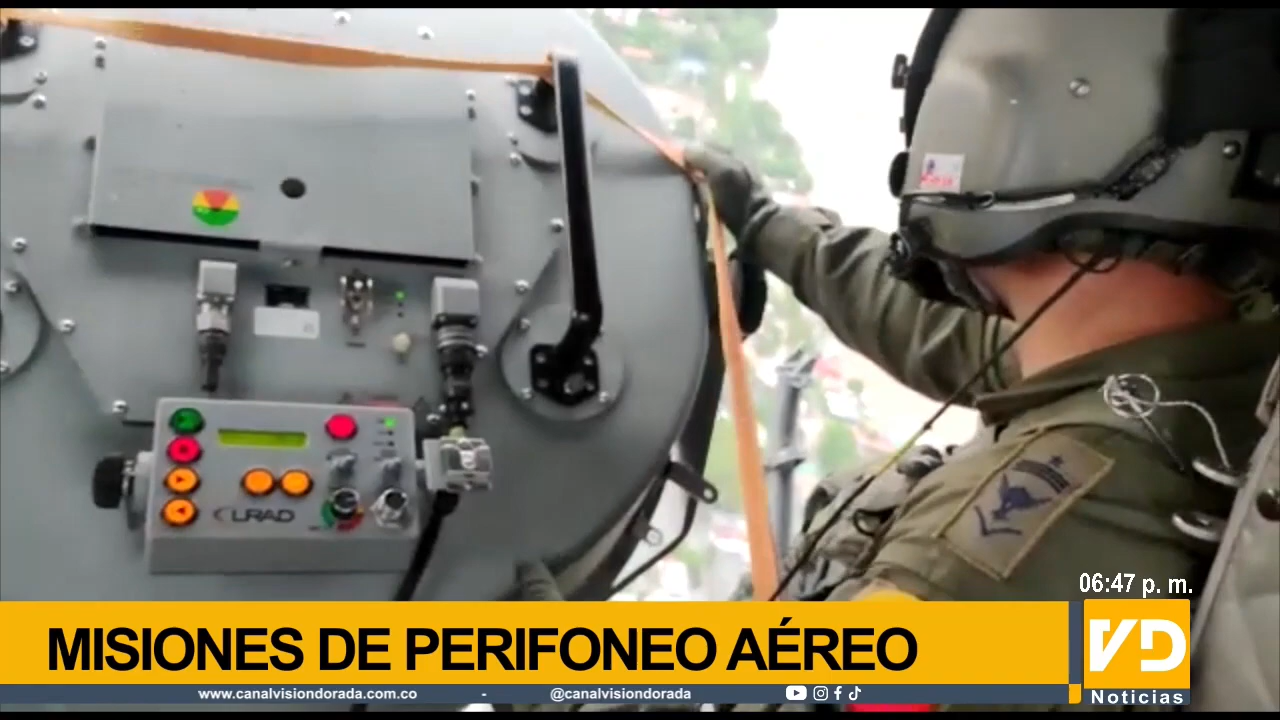 LRAD
06:47 p. m.
MISIONES DE PERIFONEO AÉREO
VD
Noticias
www.canalvisiondorada.com.co - @canalvisiondorada